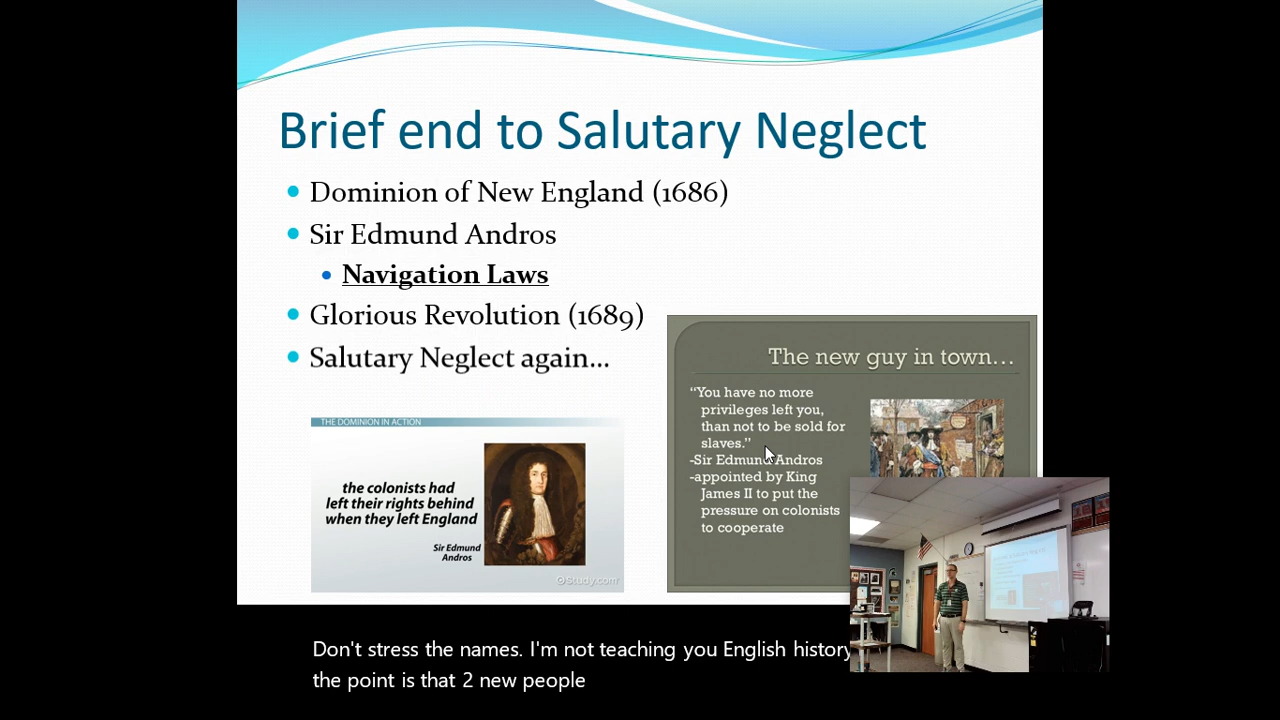 Brief end to Salutary Neglect
Dominion of New England (1686)
Sir Edmund Andros
Navigation Laws
Glorious Revolution (1689)
Salutary Neglect again...
THE DOMINION IN ACTION
the colonists had
left their rights behind
when they left England
Sir Edmund
Andros
Study.com
The new guy in town...
“You have no more
privileges left you,
than not to be sold for
slaves.”
-Sir Edmund Andros
-appointed by King
James II to put the
pressure on colonists
to cooperate
Don't stress the names. I'm not teaching you English history
the point is that 2 new people